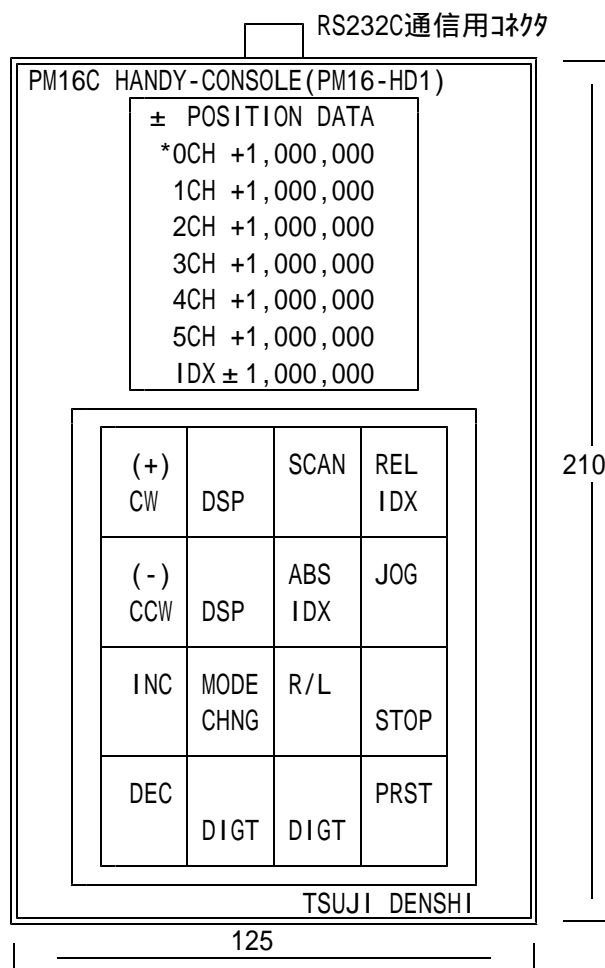 RS232C通信用ｺﾈｸﾀ
PM16C HANDY-CONSOLE(PM16-HD1)
± POSITION DATA
*0CH +1,000,000
1CH +1,000,000
2CH +1,000,000
3CH +1,000,000
4CH +1,000,000
5CH +1,000,000
IDX±1,000,000
(+) SCAN REL
CW DSP IDX
(-) ABS JOG
CCW DSP IDX
INC MODE R/L
CHNG STOP
DEC PRST
DIGT DIGT
TSUJI DENSHI
210
125